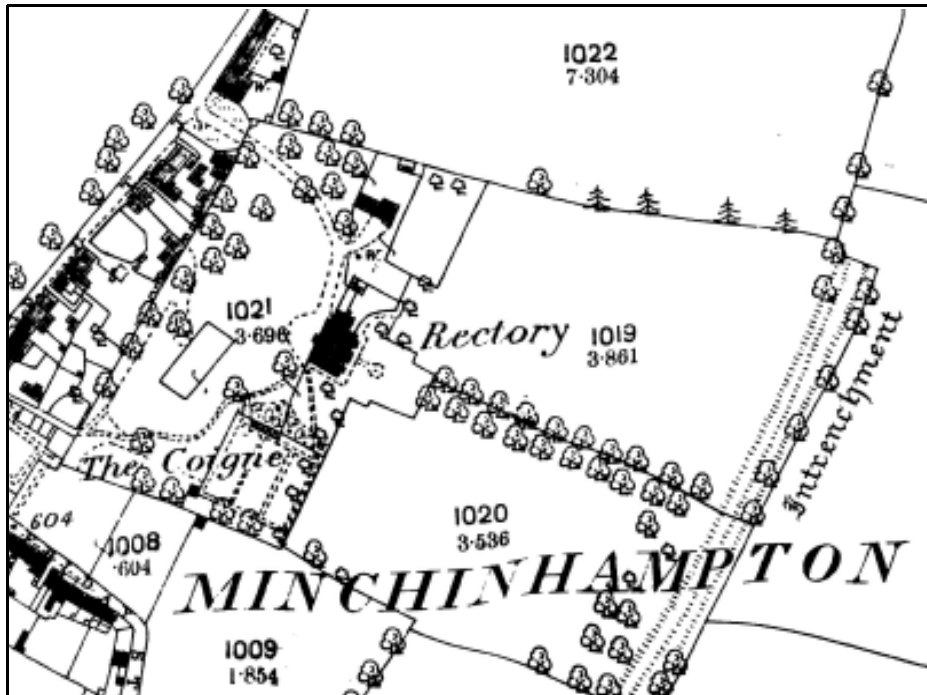 1022
7·304
W.
W.
1021
3·696
Rectory
1019
3·861
Intrenchment
The Coigne
604
1020
3·536
1008
·604
MINCHINHAMPTON
1009
1·854